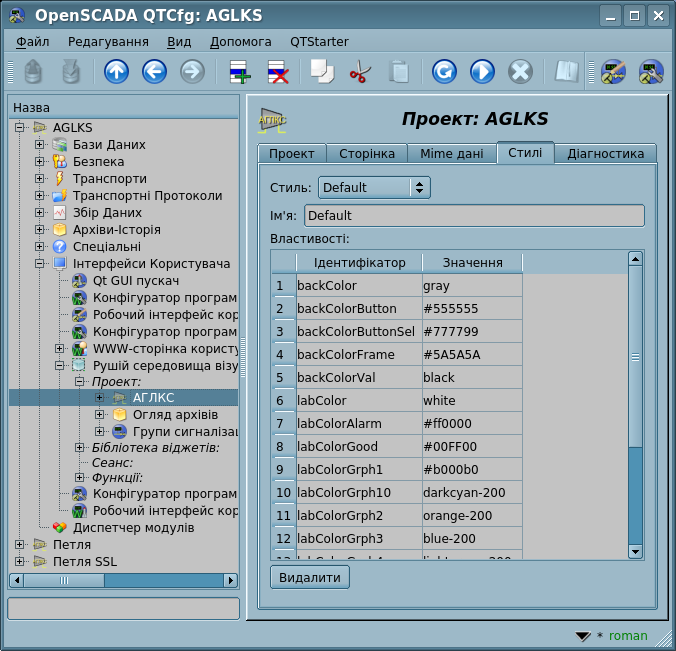 OpenSCADA QTCfg: AGLKS
Файл Редагування Вид Допомога QTStarter
Назва
AGLKS
Бази Даних
Безпека
Транспорти
Транспортні Протоколи
Збір Даних
Архіви-Історія
Спеціальні
Інтерфейси Користувача
Qt GUI пускач
Конфігуратор програм
Робочий інтерфейс кор
Конфігуратор програм
WWW-сторінка користу
Рушій середовища візу
Проект:
АГЛКС
Огляд архівів
Групи сигналізац
Бібліотека віджетів:
Сеанс:
Функції:
Конфігуратор програм
Робочий інтерфейс кор
Диспетчер модулів
Петля
Петля SSL
АГЛКС
Проект: AGLKS
Проект Сторінка Mime дані Стилі Діагностика
Стиль: Default
Ім'я: Default
Властивості:
Ідентифікатор Значення
1 backColor gray
2 backColorButton #555555
3 backColorButtonSel #777799
4 backColorFrame #5A5A5A
5 backColorVal black
6 labColor white
7 labColorAlarm #ff0000
8 labColorGood #00FF00
9 labColorGrph1 #b000b0
10 labColorGrph10 darkcyan-200
11 labColorGrph2 orange-200
12 labColorGrph3 blue-200
Видалити
* roman